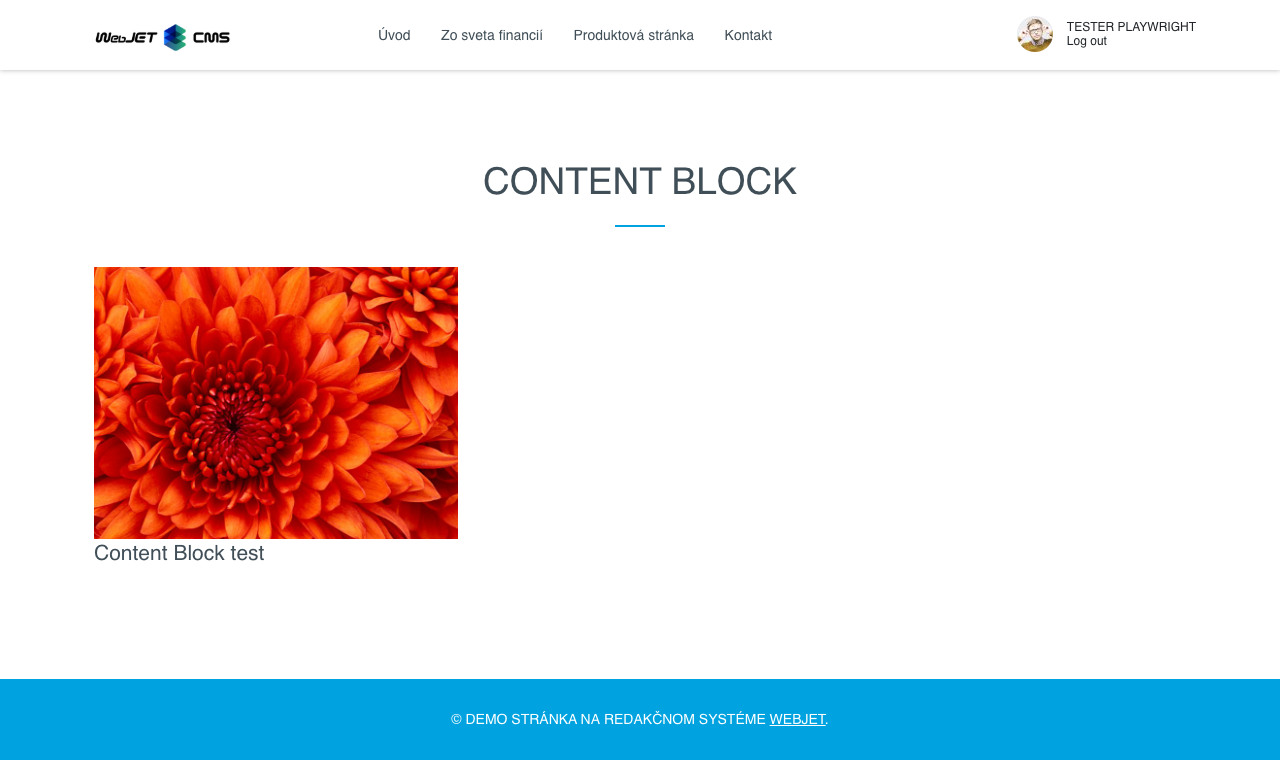 WebJET CMS
Úvod
Zo sveta financií
Produktová stránka
Kontakt
TESTER PLAYWRIGHT
Log out
CONTENT BLOCK
Content Block test
© DEMO STRÁNKA NA REDAKČNOM SYSTÉME WEBJET.